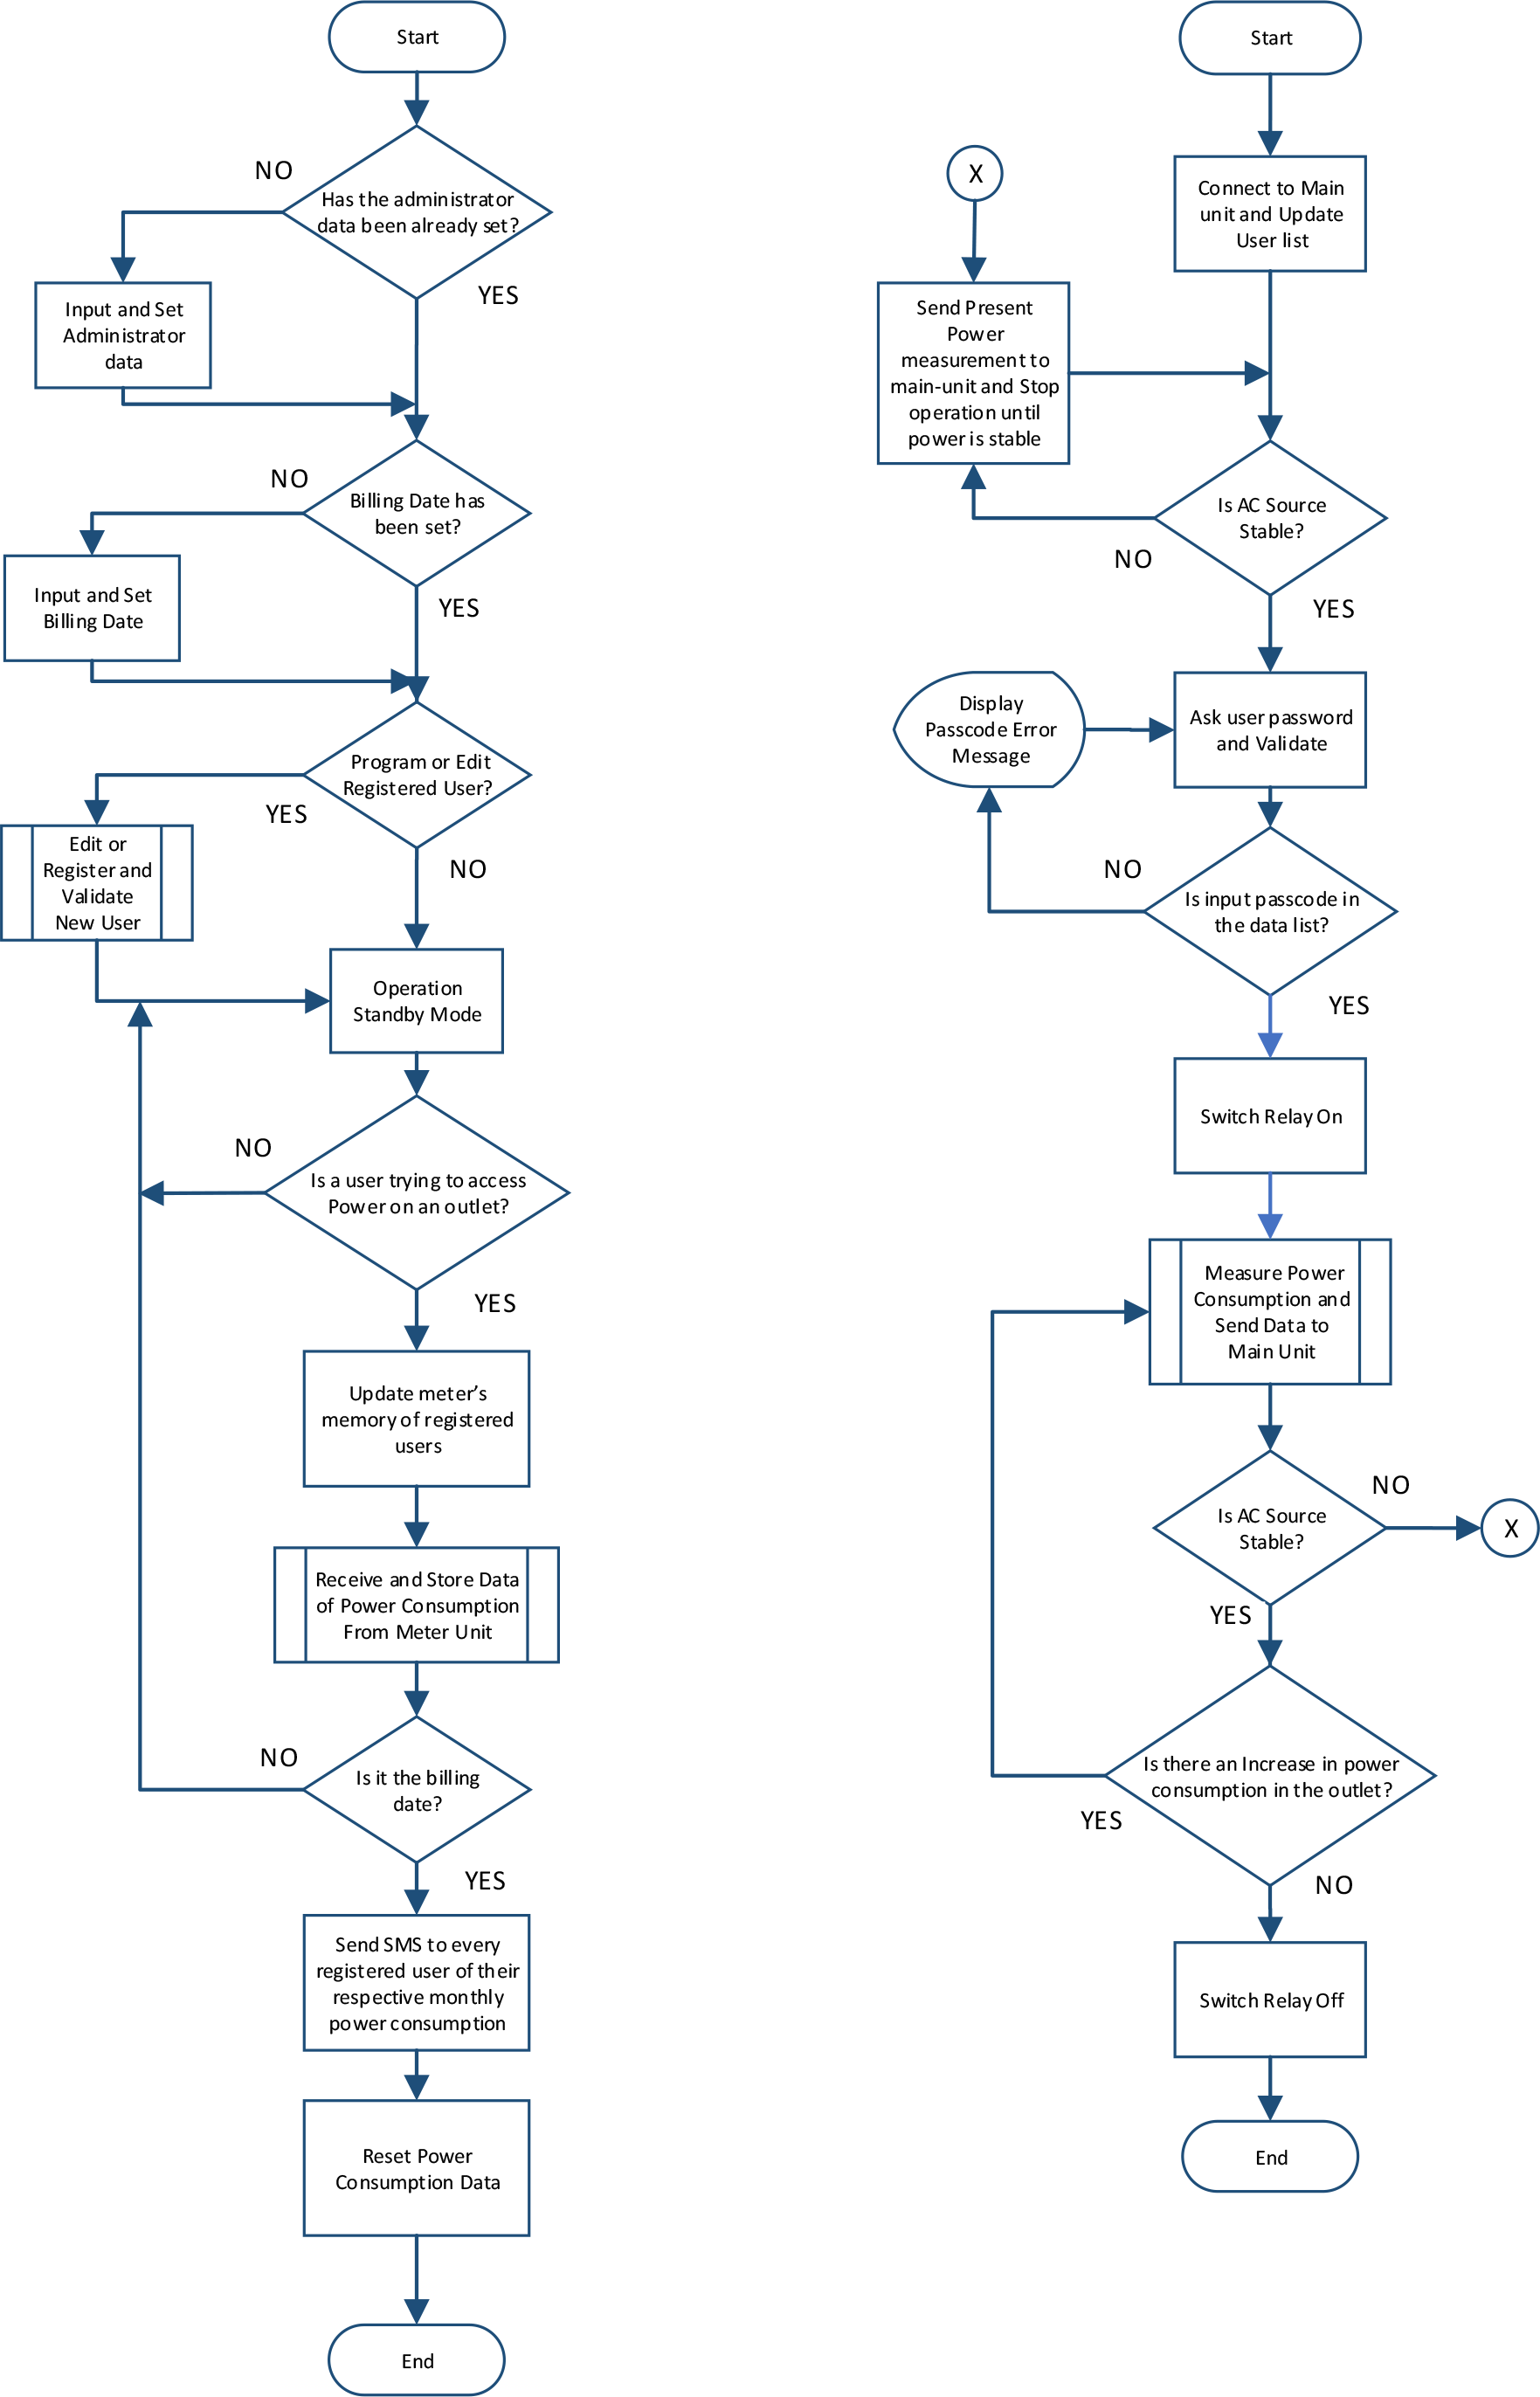 Start
NO
Has the administrator
data been already set?
YES
Input and Set
Administrator
data
NO
Billing Date has
been set?
YES
Input and Set
Billing Date
Program or Edit
Registered User?
YES
NO
Edit or
Register and
Validate
New User
Operation
Standby Mode
NO
Is a user trying to access
Power on an outlet?
YES
Update meter’s
memory of registered
users
Receive and Store Data
of Power Consumption
From Meter Unit
NO
Is it the billing
date?
YES
Send SMS to every
registered user of their
respective monthly
power consumption
Reset Power
Consumption Data
End
Start
X
Connect to Main
unit and Update
User list
Send Present
Power
measurement to
main-unit and Stop
operation until
power is stable
Is AC Source
Stable?
NO
YES
Display
Passcode Error
Message
Ask user password
and Validate
NO
Is input passcode in
the data list?
YES
Switch Relay On
Measure Power
Consumption and
Send Data to
Main Unit
NO
Is AC Source
Stable?
X
YES
Is there an Increase in power
consumption in the outlet?
YES
NO
Switch Relay Off
End